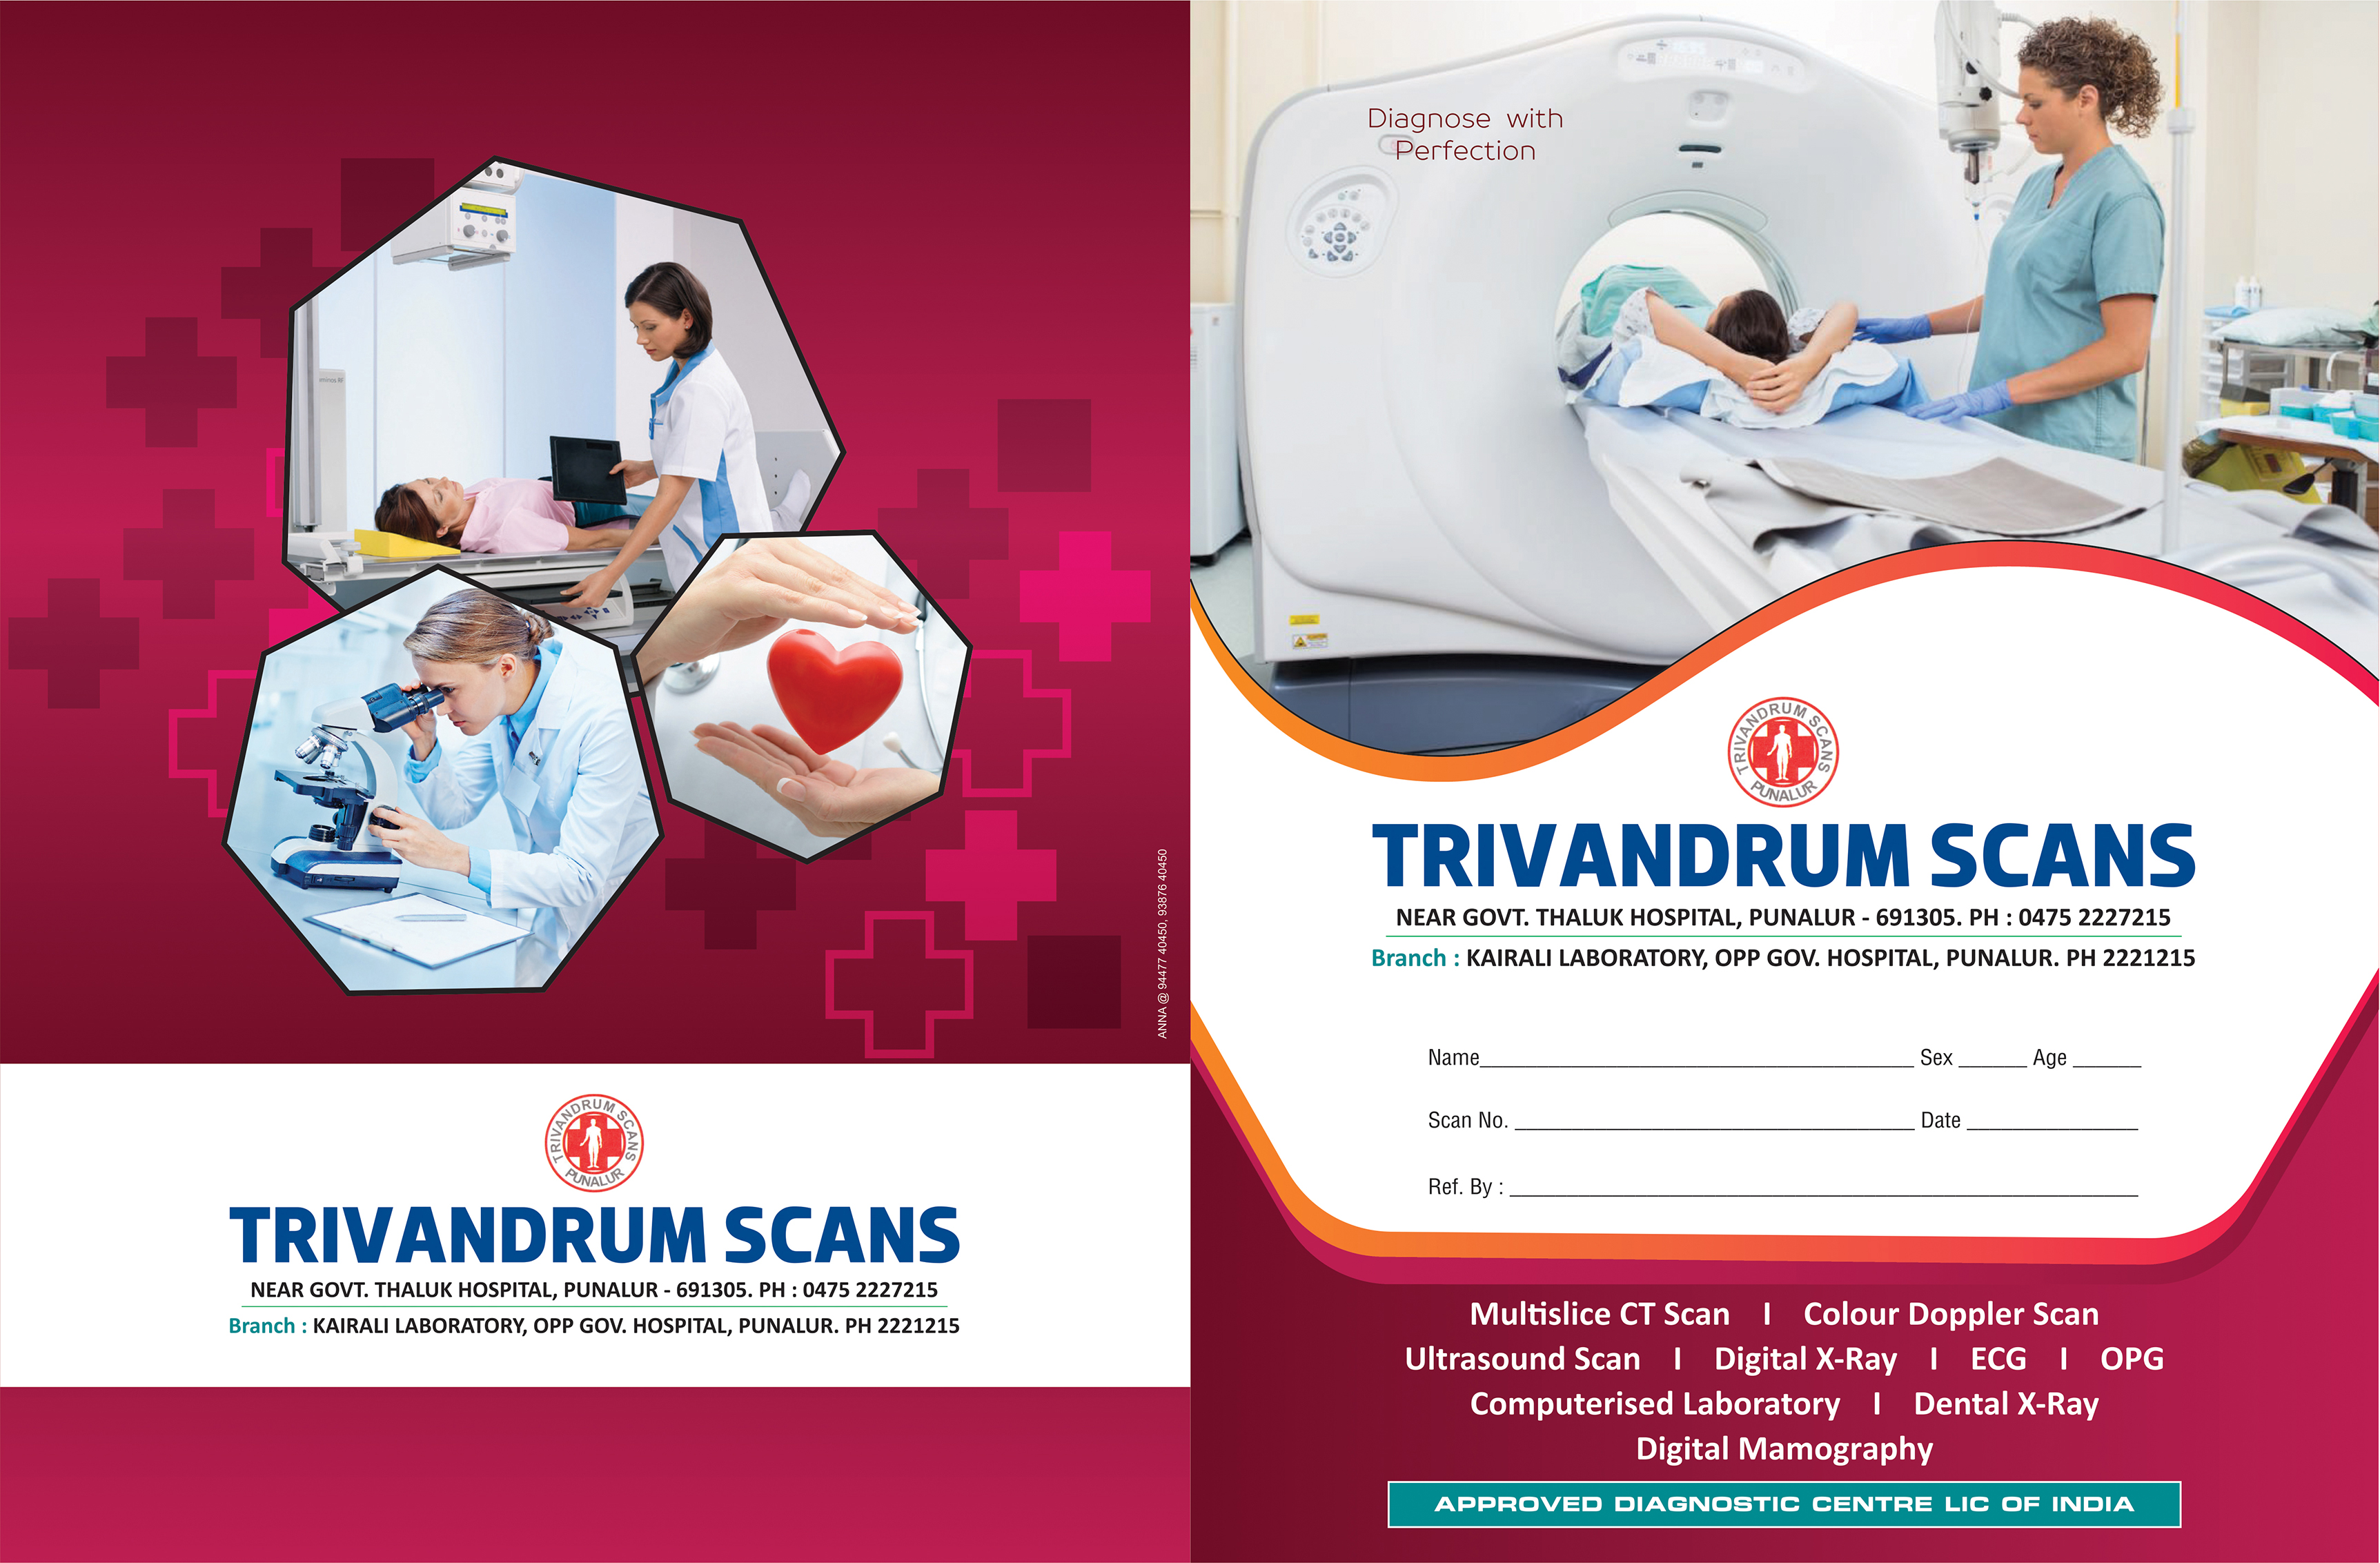 ANNA @ 94477 40450, 93876 40450
TRIVANDRUM SCANS
PUNALUR
TRIVANDRUM SCANS
NEAR GOVT. THALUK HOSPITAL, PUNALUR - 691305. PH : 0475 2227215
Branch : KAIRALI LABORATORY, OPP GOV. HOSPITAL, PUNALUR. PH 2221215
Diagnose with
Perfection
TRIVANDRUM SCANS
PUNALUR
TRIVANDRUM SCANS
NEAR GOVT. THALUK HOSPITAL, PUNALUR - 691305. PH : 0475 2227215
Branch : KAIRALI LABORATORY, OPP GOV. HOSPITAL, PUNALUR. PH 2221215
Name Sex Age
Scan No. Date
Ref. By :
Multislice CT Scan I Colour Doppler Scan
Ultrasound Scan I Digital X-Ray I ECG I OPG
Computerised Laboratory I Dental X-Ray
Digital Mamography
APPROVED DIAGNOSTIC CENTRE LIC OF INDIA